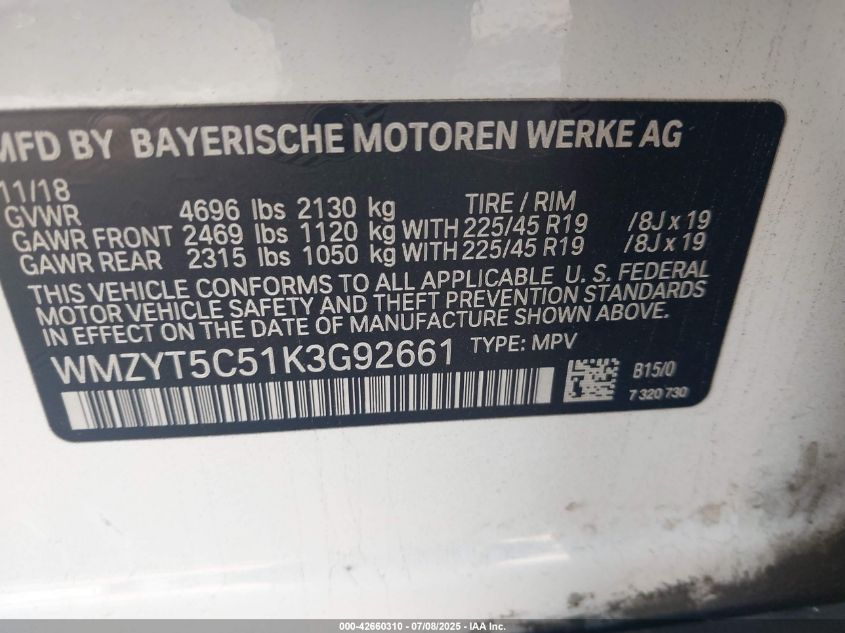 MFD BY BAYERISCHE MOTOREN WERKE AG
11/18 TIRE / RIM
GVWR 4696 lbs 2130 kg
GAWR FRONT 2469 lbs 1120 kg WITH 225/45 R19 /8J x 19
GAWR REAR 2315 lbs 1050 kg WITH 225/45 R19 /8J x 19
THIS VEHICLE CONFORMS TO ALL APPLICABLE U. S. FEDERAL
MOTOR VEHICLE SAFETY AND THEFT PREVENTION STANDARDS
IN EFFECT ON THE DATE OF MANUFACTURE SHOWN ABOVE.
WMZYT5C51K3G92661 TYPE: MPV
B15/0
7 320 730
000-42660310 - 07/08/2025 - IAA Inc.